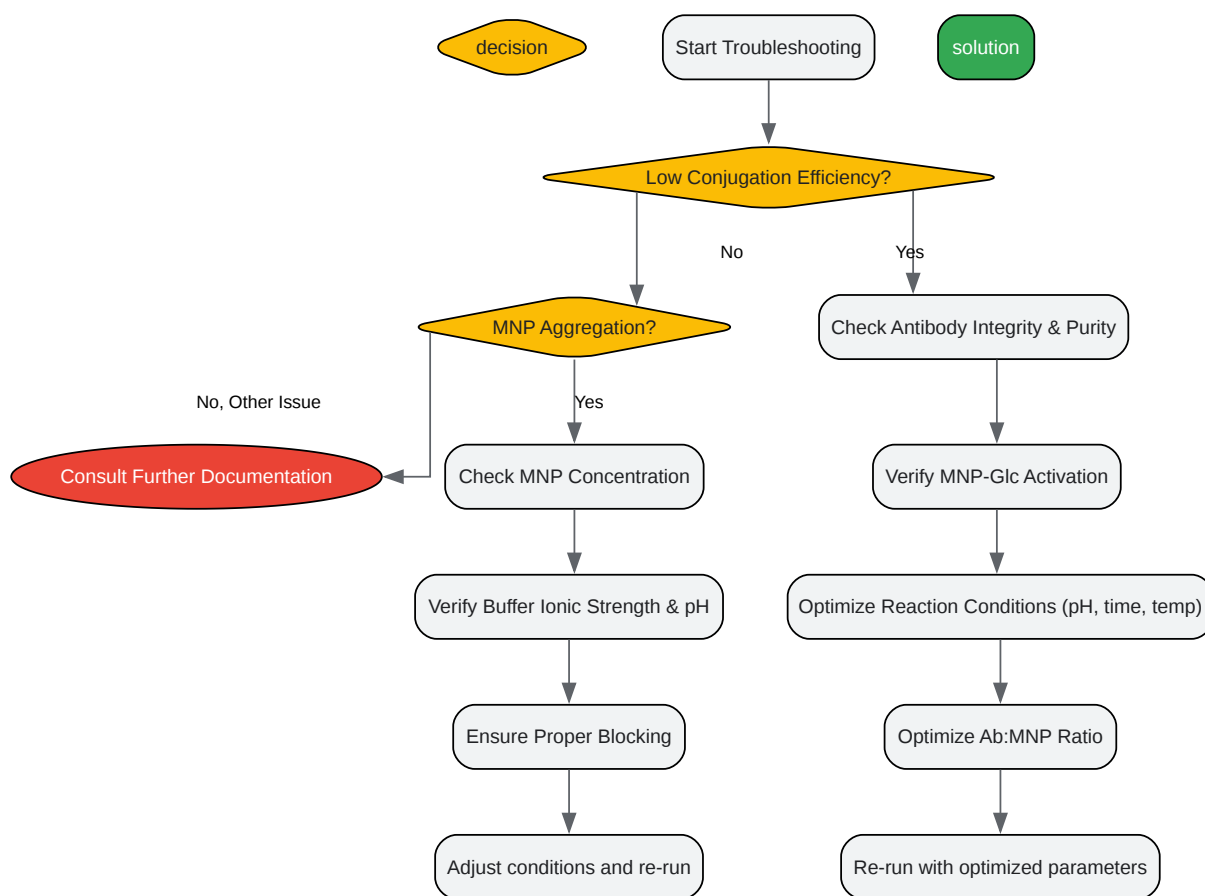 decision
Start Troubleshooting
solution
Low Conjugation Efficiency?
No
Yes
MNP Aggregation?
Check Antibody Integrity & Purity
No, Other Issue
Yes
Consult Further Documentation
Check MNP Concentration
Verify MNP-Glc Activation
Verify Buffer Ionic Strength & pH
Optimize Reaction Conditions (pH, time, temp)
Ensure Proper Blocking
Optimize Ab:MNP Ratio
Adjust conditions and re-run
Re-run with optimized parameters